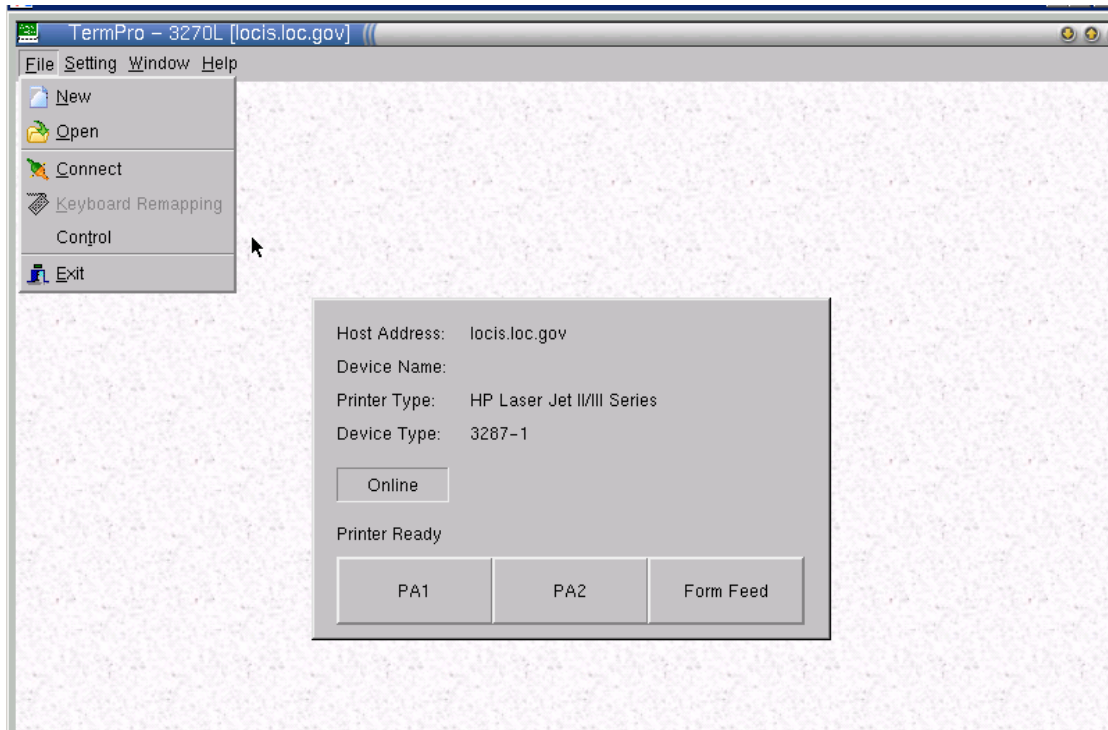 TermPro – 3270L [locis.loc.gov]
File Setting Window Help
New
Open
Connect
Keyboard Remapping
Control
Exit
Host Address: locis.loc.gov
Device Name:
Printer Type: HP Laser Jet II/III Series
Device Type: 3287–1
Online
Printer Ready
PA1 PA2 Form Feed